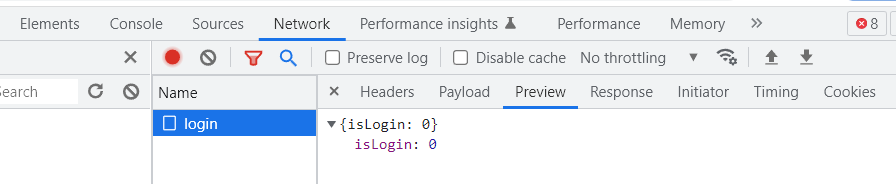 Elements Console Sources Network Performance insights Performance Memory 8
Preserve log Disable cache No throttling
Search Name × Headers Payload Preview Response Initiator Timing Cookies
login {isLogin: 0}
isLogin: 0